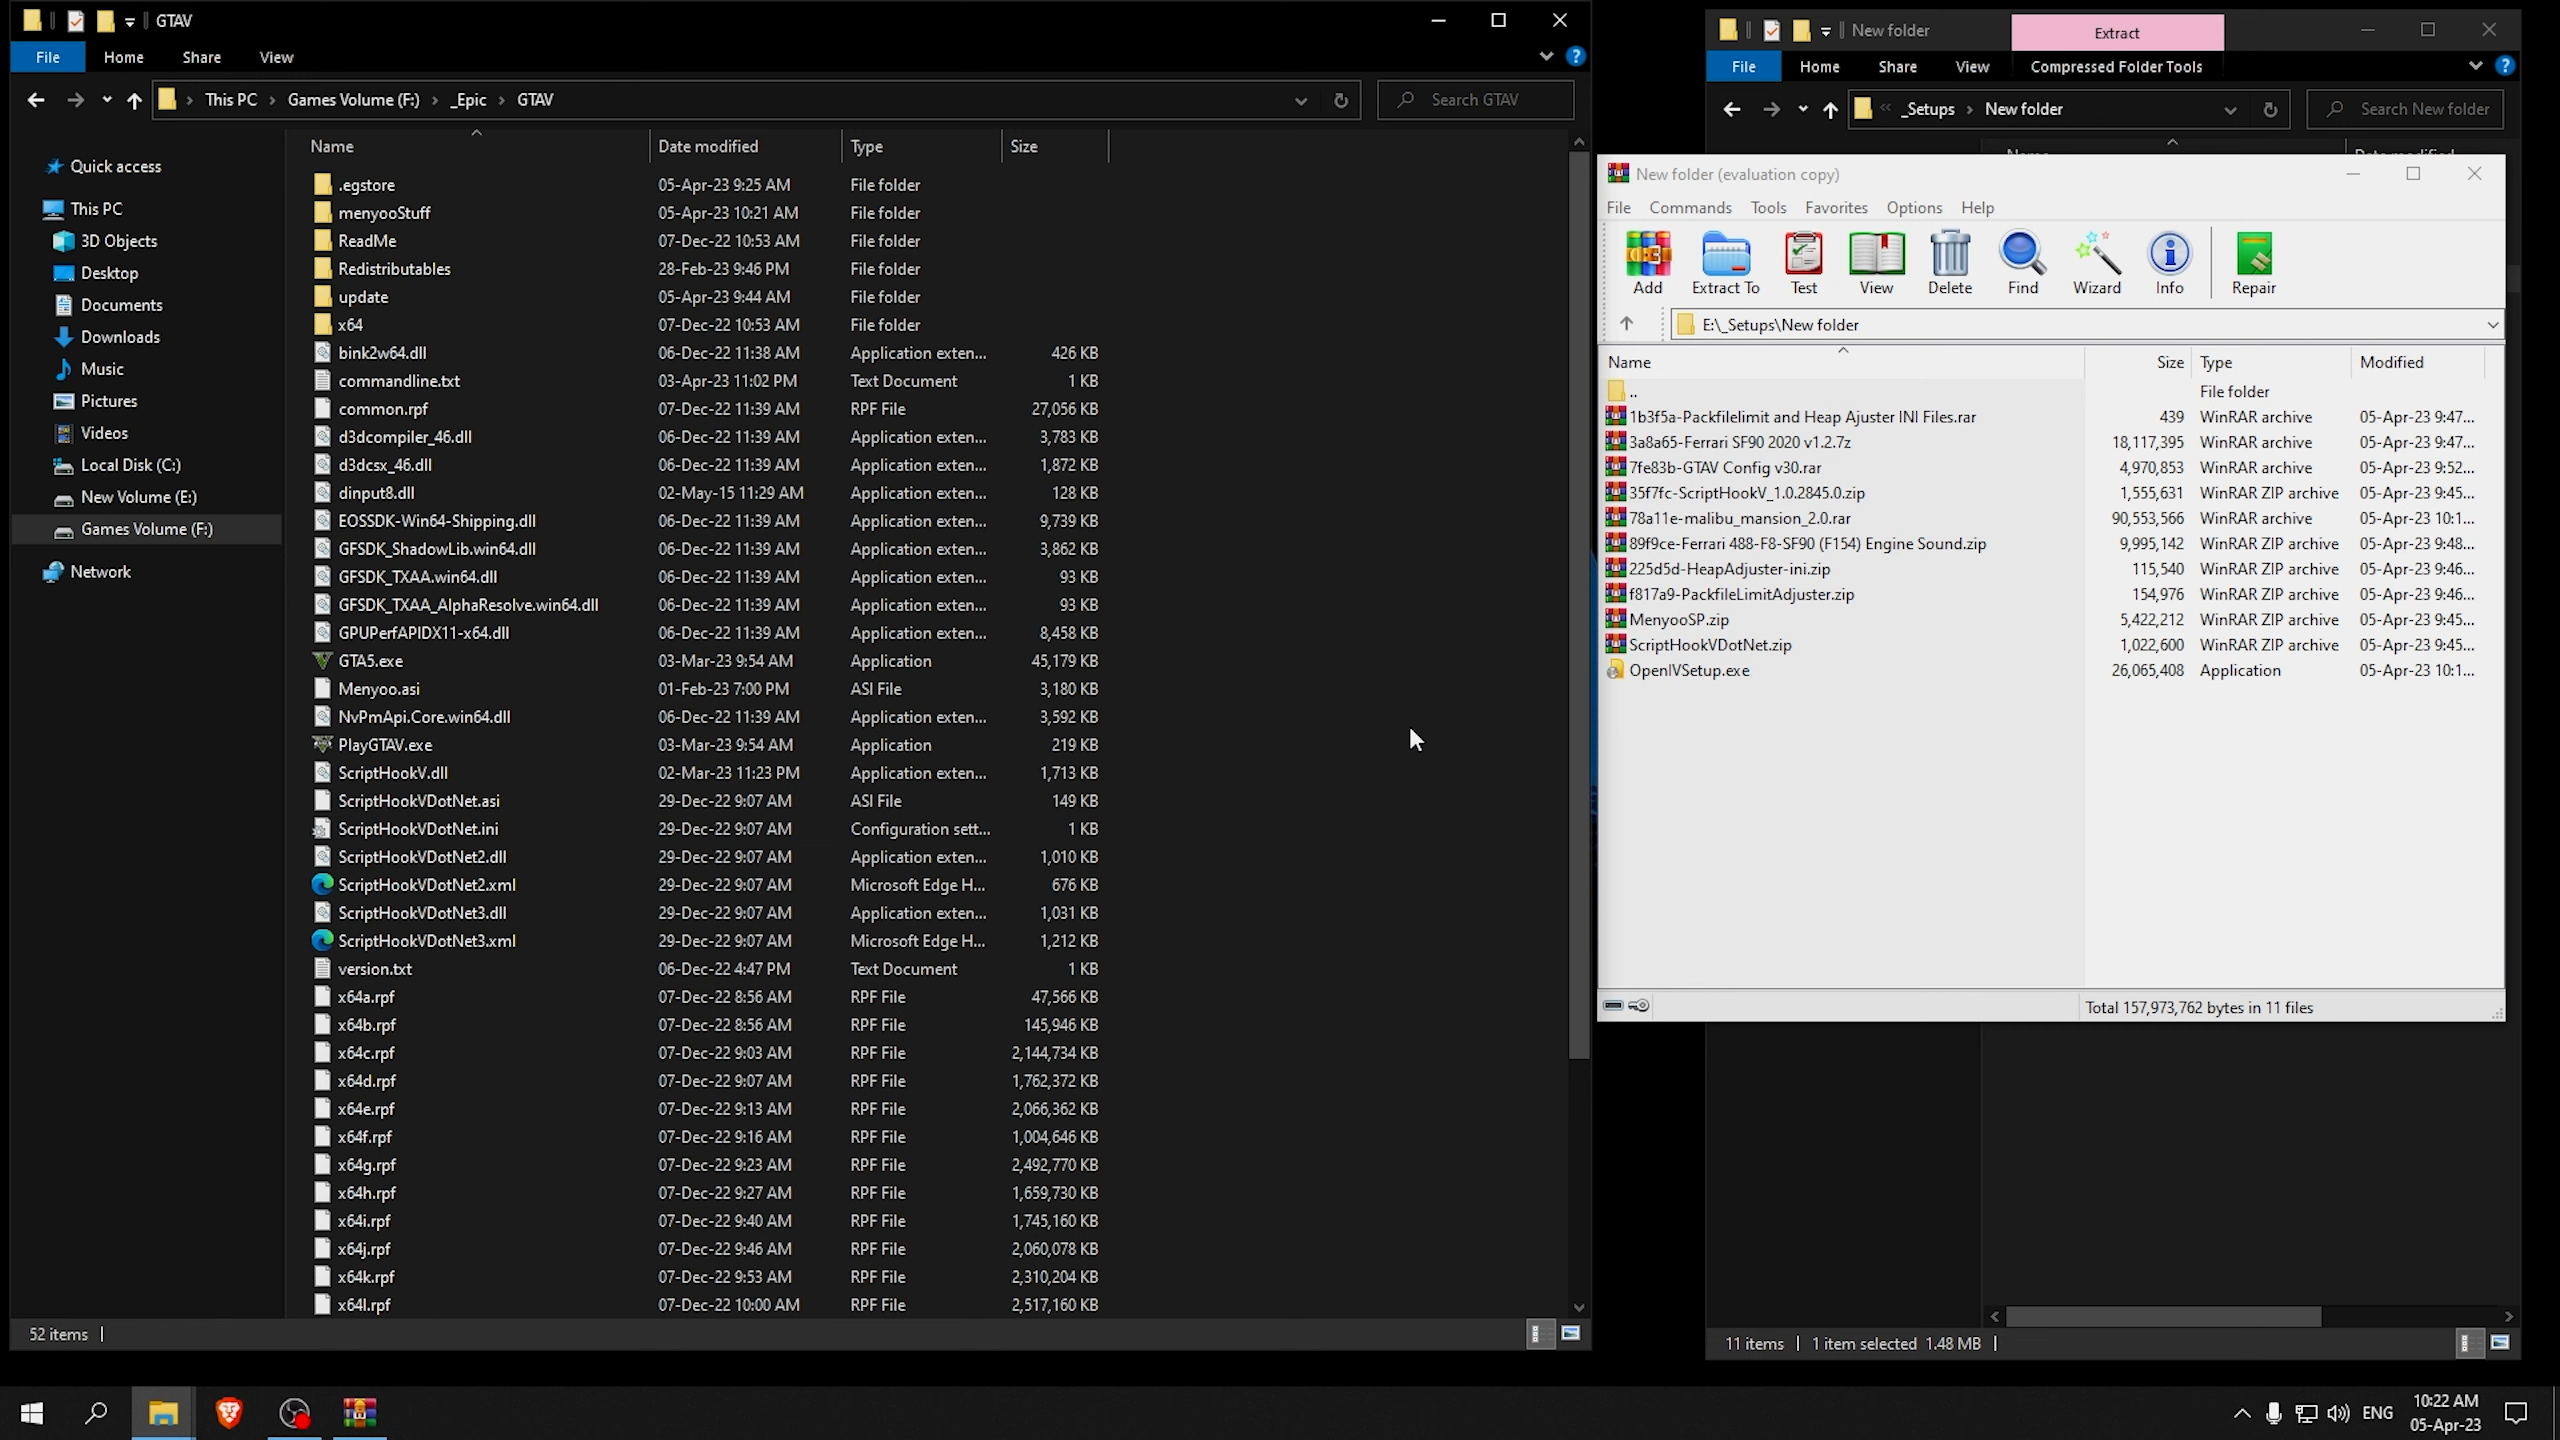 GTAV
File Home Share View
This PC Games Volume (F:) _Epic GTAV
Search GTAV
Quick access
This PC
3D Objects
Desktop
Documents
Downloads
Music
Pictures
Videos
Local Disk (C:)
New Volume (E:)
Games Volume (F:)
Network
Name Date modified Type Size
.egstore 05-Apr-23 9:25 AM File folder
menyooStuff 05-Apr-23 10:21 AM File folder
ReadMe 07-Dec-22 10:53 AM File folder
Redistributables 28-Feb-23 9:46 PM File folder
update 05-Apr-23 9:44 AM File folder
x64 07-Dec-22 10:53 AM File folder
bink2w64.dll 06-Dec-22 11:38 AM Application exten... 426 KB
commandline.txt 03-Apr-23 11:02 PM Text Document 1 KB
common.rpf 07-Dec-22 11:39 AM RPF File 27,056 KB
d3dcompiler_46.dll 06-Dec-22 11:39 AM Application exten... 3,783 KB
d3dcsx_46.dll 06-Dec-22 11:39 AM Application exten... 1,872 KB
dinput8.dll 02-May-15 11:29 AM Application exten... 128 KB
EOSSDK-Win64-Shipping.dll 06-Dec-22 11:39 AM Application exten... 9,739 KB
GFSDK_ShadowLib.win64.dll 06-Dec-22 11:39 AM Application exten... 3,862 KB
GFSDK_TXAA.win64.dll 06-Dec-22 11:39 AM Application exten... 93 KB
GFSDK_TXAA_AlphaResolve.win64.dll 06-Dec-22 11:39 AM Application exten... 93 KB
GPUPerfAPIDX11-x64.dll 06-Dec-22 11:39 AM Application exten... 8,458 KB
GTA5.exe 03-Mar-23 9:54 AM Application 45,179 KB
Menyoo.asi 01-Feb-23 7:00 PM ASI File 3,180 KB
NvPmApi.Core.win64.dll 06-Dec-22 11:39 AM Application exten... 3,592 KB
PlayGTAV.exe 03-Mar-23 9:54 AM Application 219 KB
ScriptHookV.dll 02-Mar-23 11:23 PM Application exten... 1,713 KB
ScriptHookVDotNet.asi 29-Dec-22 9:07 AM ASI File 149 KB
ScriptHookVDotNet.ini 29-Dec-22 9:07 AM Configuration sett... 1 KB
ScriptHookVDotNet2.dll 29-Dec-22 9:07 AM Application exten... 1,010 KB
ScriptHookVDotNet2.xml 29-Dec-22 9:07 AM Microsoft Edge H... 676 KB
ScriptHookVDotNet3.dll 29-Dec-22 9:07 AM Application exten... 1,031 KB
ScriptHookVDotNet3.xml 29-Dec-22 9:07 AM Microsoft Edge H... 1,212 KB
version.txt 06-Dec-22 4:47 PM Text Document 1 KB
x64a.rpf 07-Dec-22 8:56 AM RPF File 47,566 KB
x64b.rpf 07-Dec-22 8:56 AM RPF File 145,946 KB
x64c.rpf 07-Dec-22 9:03 AM RPF File 2,144,734 KB
x64d.rpf 07-Dec-22 9:07 AM RPF File 1,762,372 KB
x64e.rpf 07-Dec-22 9:13 AM RPF File 2,066,362 KB
x64f.rpf 07-Dec-22 9:16 AM RPF File 1,004,646 KB
x64g.rpf 07-Dec-22 9:23 AM RPF File 2,492,770 KB
x64h.rpf 07-Dec-22 9:27 AM RPF File 1,659,730 KB
x64i.rpf 07-Dec-22 9:40 AM RPF File 1,745,160 KB
x64j.rpf 07-Dec-22 9:46 AM RPF File 2,060,078 KB
x64k.rpf 07-Dec-22 9:53 AM RPF File 2,310,204 KB
x64l.rpf 07-Dec-22 10:00 AM RPF File 2,517,160 KB
52 items
New folder Extract
File Home Share View Compressed Folder Tools
_Setups New folder
Search New folder
New folder (evaluation copy)
File Commands Tools Favorites Options Help
Add Extract To Test View Delete Find Wizard Info Repair
E:\_Setups\New folder
Name Size Type Modified
.. File folder
1b3f5a-Packfilelimit and Heap Ajuster INI Files.rar 439 WinRAR archive 05-Apr-23 9:47...
3a8a65-Ferrari SF90 2020 v1.2.7z 18,117,395 WinRAR archive 05-Apr-23 9:47...
7fe83b-GTAV Config v30.rar 4,970,853 WinRAR archive 05-Apr-23 9:52...
35f7fc-ScriptHookV_1.0.2845.0.zip 1,555,631 WinRAR ZIP archive 05-Apr-23 9:45...
78a11e-malibu_mansion_2.0.rar 90,553,566 WinRAR archive 05-Apr-23 10:1...
89f9ce-Ferrari 488-F8-SF90 (F154) Engine Sound.zip 9,995,142 WinRAR ZIP archive 05-Apr-23 9:48...
225d5d-HeapAdjuster-ini.zip 115,540 WinRAR ZIP archive 05-Apr-23 9:46...
f817a9-PackfileLimitAdjuster.zip 154,976 WinRAR ZIP archive 05-Apr-23 9:46...
MenyooSP.zip 5,422,212 WinRAR ZIP archive 05-Apr-23 9:45...
ScriptHookVDotNet.zip 1,022,600 WinRAR ZIP archive 05-Apr-23 9:45...
OpenIVSetup.exe 26,065,408 Application 05-Apr-23 10:1...
Total 157,973,762 bytes in 11 files
11 items 1 item selected 1.48 MB
ENG
10:22 AM
05-Apr-23